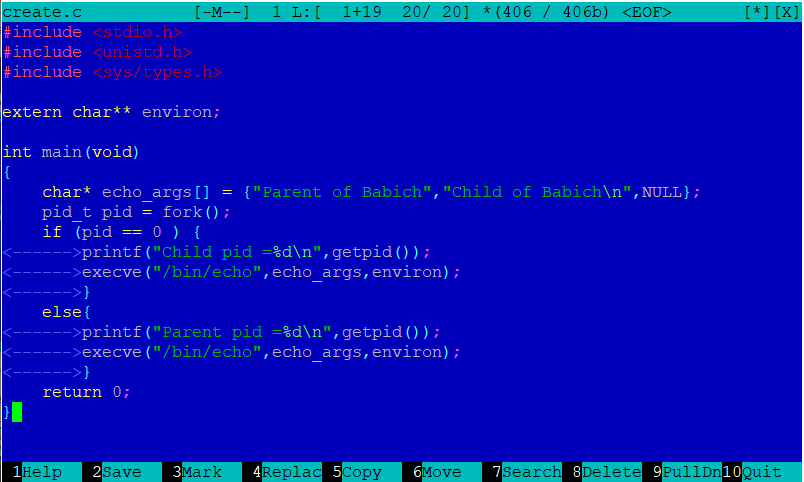 create.c [-M--] 1 L:[ 1+19 20/ 20] *(406 / 406b) <EOF> [*][X]
#include <stdio.h>
#include <unistd.h>
#include <sys/types.h>
extern char** environ;
int main(void)
{
    char* echo_args[] = {"Parent of Babich","Child of Babich\n",NULL};
    pid_t pid = fork();
    if (pid == 0 ) {
<------>printf("Child pid =%d\n",getpid());
<------>execve("/bin/echo",echo_args,environ);
<------>}
    else{
<------>printf("Parent pid =%d\n",getpid());
<------>execve("/bin/echo",echo_args,environ);
<------>}
    return 0;
}
1Help 2Save 3Mark 4Replac 5Copy 6Move 7Search 8Delete 9PullDn 10Quit